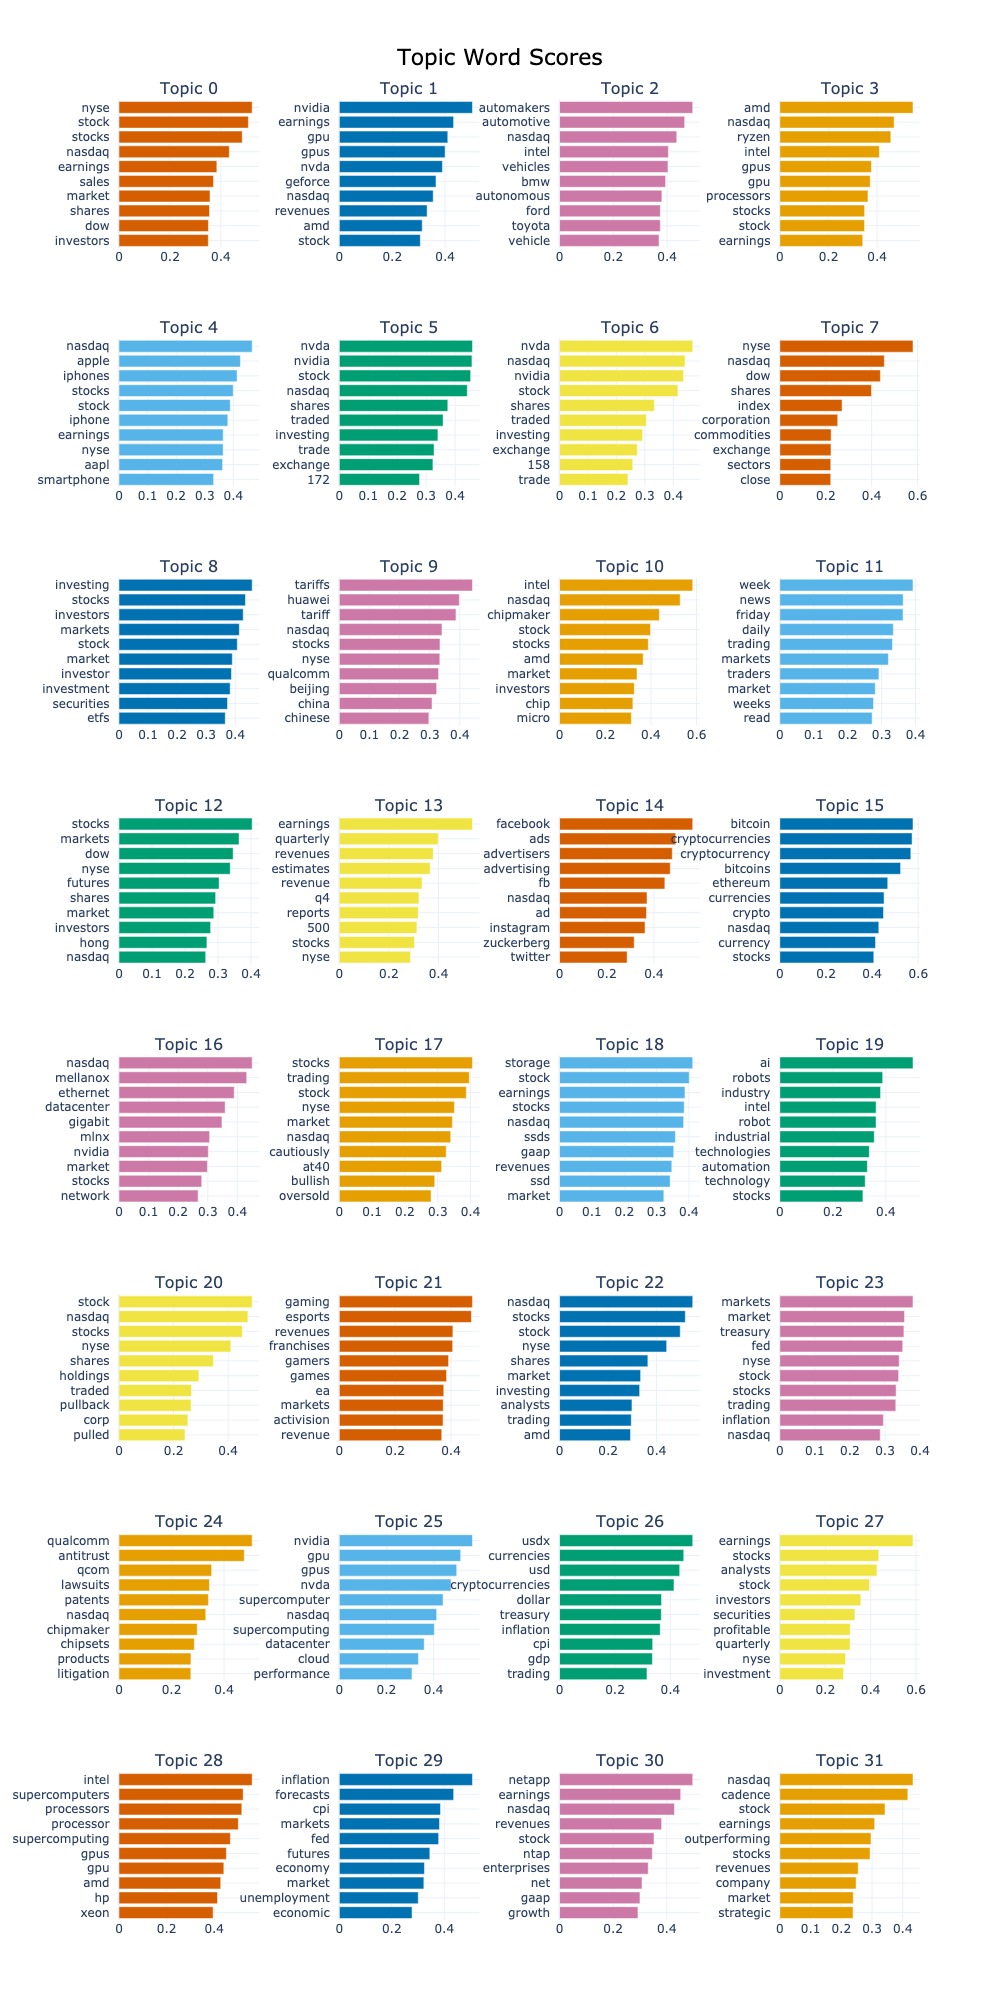 Topic Word Scores
Topic 0
nyse
stock
stocks
nasdaq
earnings
sales
market
shares
dow
investors
0 0.2 0.4
Topic 1
nvidia
earnings
gpu
gpus
nvda
geforce
nasdaq
revenues
amd
stock
0 0.2 0.4
Topic 2
automakers
automotive
nasdaq
intel
vehicles
bmw
autonomous
ford
toyota
vehicle
0 0.2 0.4
Topic 3
amd
nasdaq
ryzen
intel
gpus
gpu
processors
stocks
stock
earnings
0 0.2 0.4
Topic 4
nasdaq
apple
iphones
stocks
stock
iphone
earnings
nyse
aapl
smartphone
0 0.1 0.2 0.3 0.4
Topic 5
nvda
nvidia
stock
nasdaq
shares
traded
investing
trade
exchange
172
0 0.1 0.2 0.3 0.4
Topic 6
nvda
nasdaq
nvidia
stock
shares
traded
investing
exchange
158
trade
0 0.1 0.2 0.3 0.4
Topic 7
nyse
nasdaq
dow
shares
index
corporation
commodities
exchange
sectors
close
0 0.2 0.4 0.6
Topic 8
investing
stocks
investors
markets
stock
market
investor
investment
securities
etfs
0 0.1 0.2 0.3 0.4
Topic 9
tariffs
huawei
tariff
nasdaq
stocks
nyse
qualcomm
beijing
china
chinese
0 0.1 0.2 0.3 0.4
Topic 10
intel
nasdaq
chipmaker
stock
stocks
amd
market
investors
chip
micro
0 0.2 0.4 0.6
Topic 11
week
news
friday
daily
trading
markets
traders
market
weeks
read
0 0.1 0.2 0.3 0.4
Topic 12
stocks
markets
dow
nyse
futures
shares
market
investors
hong
nasdaq
0 0.1 0.2 0.3 0.4
Topic 13
earnings
quarterly
revenues
estimates
revenue
q4
reports
500
stocks
nyse
0 0.2 0.4
Topic 14
facebook
ads
advertisers
advertising
fb
nasdaq
ad
instagram
zuckerberg
twitter
0 0.2 0.4
Topic 15
bitcoin
cryptocurrencies
cryptocurrency
bitcoins
ethereum
currencies
crypto
nasdaq
currency
stocks
0 0.2 0.4 0.6
Topic 16
nasdaq
mellanox
ethernet
datacenter
gigabit
mlnx
nvidia
market
stocks
network
0 0.1 0.2 0.3 0.4
Topic 17
stocks
trading
stock
nyse
market
nasdaq
cautiously
at40
bullish
oversold
0 0.1 0.2 0.3 0.4
Topic 18
storage
stock
earnings
stocks
nasdaq
ssds
gaap
revenues
ssd
market
0 0.1 0.2 0.3 0.4
Topic 19
ai
robots
industry
intel
robot
industrial
technologies
automation
technology
stocks
0 0.2 0.4
Topic 20
stock
nasdaq
stocks
nyse
shares
holdings
traded
pullback
corp
pulled
0 0.2 0.4
Topic 21
gaming
esports
revenues
franchises
gamers
games
ea
markets
activision
revenue
0 0.2 0.4
Topic 22
nasdaq
stocks
stock
nyse
shares
market
investing
analysts
trading
amd
0 0.2 0.4
Topic 23
markets
market
treasury
fed
nyse
stock
stocks
trading
inflation
nasdaq
0 0.1 0.2 0.3 0.4
Topic 24
qualcomm
antitrust
qcom
lawsuits
patents
nasdaq
chipmaker
chipsets
products
litigation
0 0.2 0.4
Topic 25
nvidia
gpu
gpus
nvda
supercomputer
nasdaq
supercomputing
datacenter
cloud
performance
0 0.2 0.4
Topic 26
usdx
currencies
usd
cryptocurrencies
dollar
treasury
inflation
cpi
gdp
trading
0 0.2 0.4
Topic 27
earnings
stocks
analysts
stock
investors
securities
profitable
quarterly
nyse
investment
0 0.2 0.4 0.6
Topic 28
intel
supercomputers
processors
processor
supercomputing
gpus
gpu
amd
hp
xeon
0 0.2 0.4
Topic 29
inflation
forecasts
cpi
markets
fed
futures
economy
market
unemployment
economic
0 0.2 0.4
Topic 30
netapp
earnings
nasdaq
revenues
stock
ntap
enterprises
net
gaap
growth
0 0.2 0.4
Topic 31
nasdaq
cadence
stock
earnings
outperforming
stocks
revenues
company
market
strategic
0 0.1 0.2 0.3 0.4